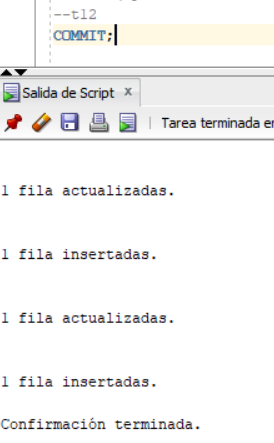 --t12
COMMIT;
Salida de Script x
Tarea terminada en
1 fila actualizadas.
1 fila insertadas.
1 fila actualizadas.
1 fila insertadas.
Confirmación terminada.